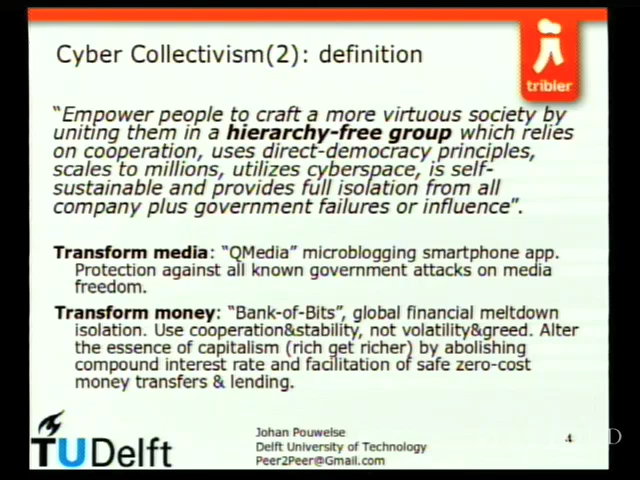 Cyber Collectivism(2): definition
tribler
“Empower people to craft a more virtuous society by
uniting them in a hierarchy-free group which relies
on cooperation, uses direct-democracy principles,
scales to millions, utilizes cyberspace, is self-
sustainable and provides full isolation from all
company plus government failures or influence”.
Transform media: “QMedia” microblogging smartphone app.
Protection against all known government attacks on media
freedom.
Transform money: “Bank-of-Bits”, global financial meltdown
isolation. Use cooperation&stability, not volatility&greed. Alter
the essence of capitalism (rich get richer) by abolishing
compound interest rate and facilitation of safe zero-cost
money transfers & lending.
TUDelft
Johan Pouwelse
Delft University of Technology
Peer2Peer@Gmail.com
4